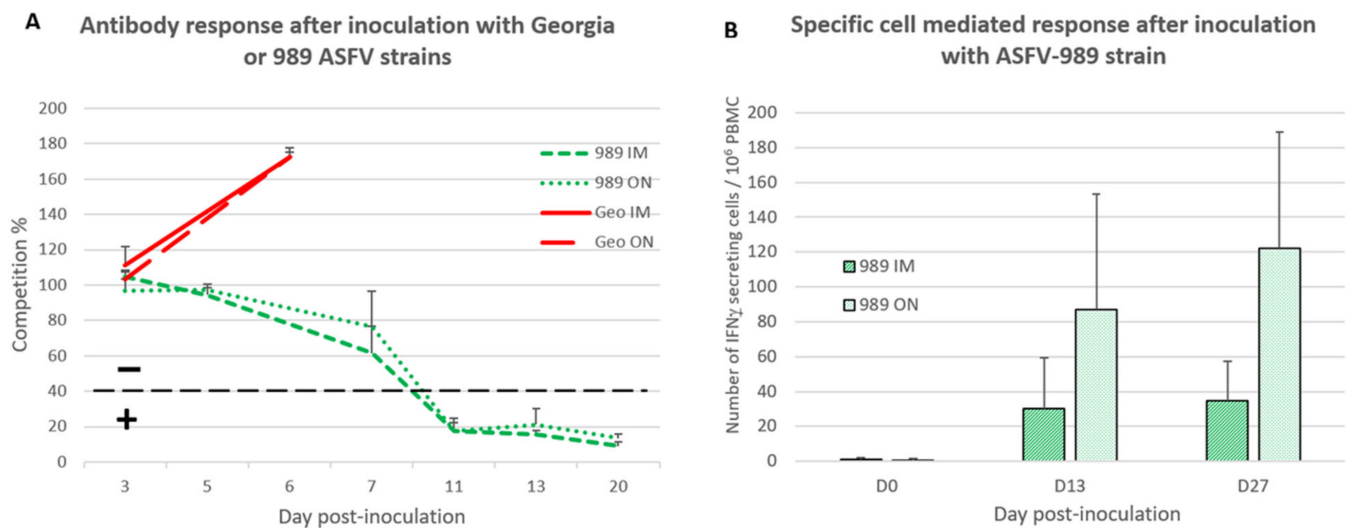 A
Antibody response after inoculation with Georgia
or 989 ASFV strains
Competition %
200
180
160
140
120
100
80
60
40
20
0
989 IM
989 ON
Geo IM
Geo ON
−
+
3 5 6 7 11 13 20
Day post-inoculation
B
Specific cell mediated response after inoculation
with ASFV-989 strain
Number of IFNγ secreting cells / 10⁶ PBMC
200
180
160
140
120
100
80
60
40
20
0
989 IM
989 ON
D0 D13 D27
Day post-inoculation